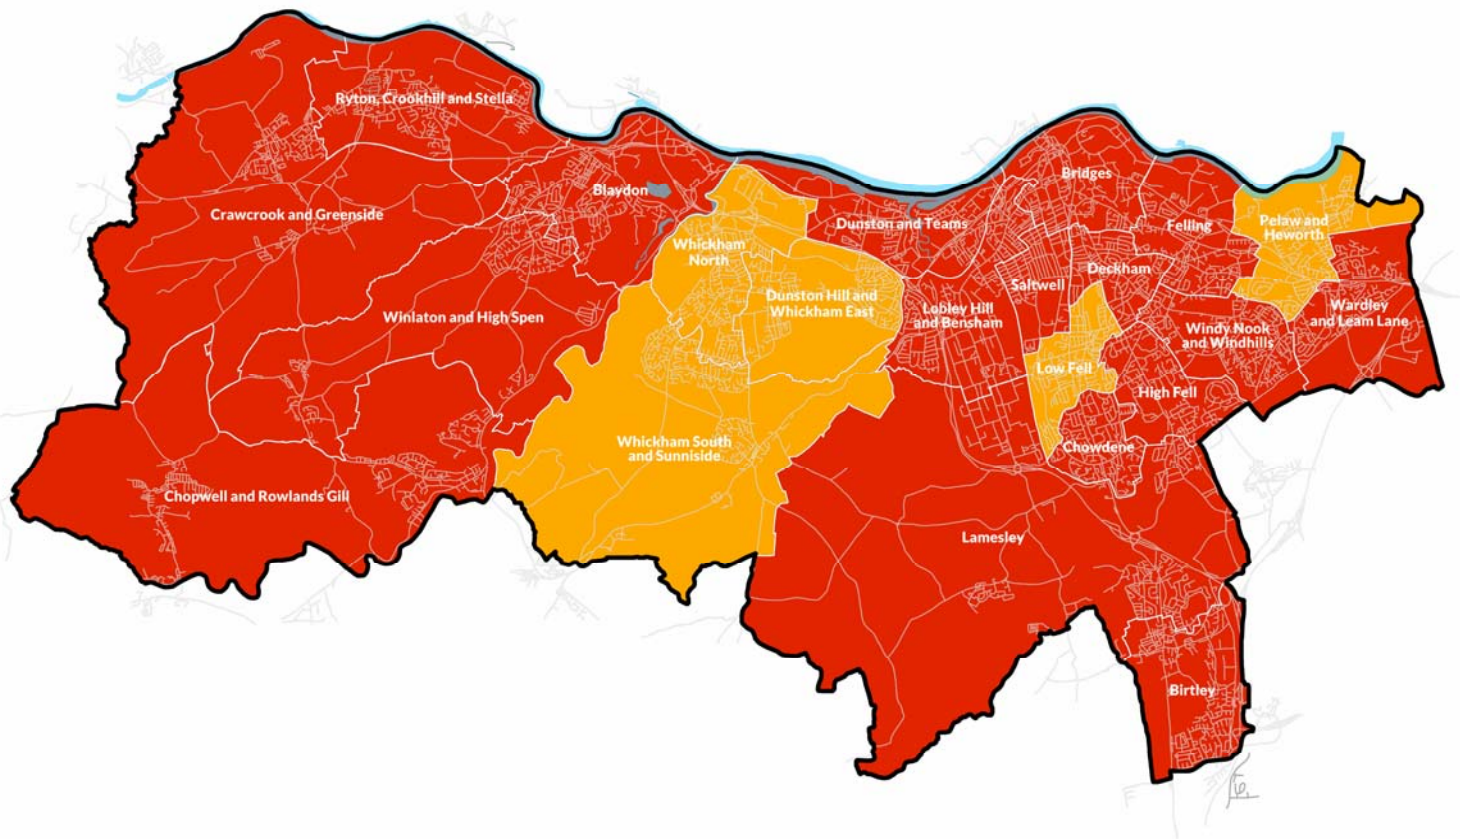 Ryton, Crookhill and Stella
Bridges
Blaydon
Crawcrook and Greenside
Dunston and Teams
Felling
Pelaw and
Heworth
Whickham
North
Deckham
Saltwell
Dunston Hill and
Whickham East
Lobley Hill
and Bensham
Wardley
and Leam Lane
Winlaton and High Spen
Windy Nook
and Windhills
Low Fell
High Fell
Whickham South
and Sunniside
Chowdene
Chopwell and Rowlands Gill
Lamesley
Birtley